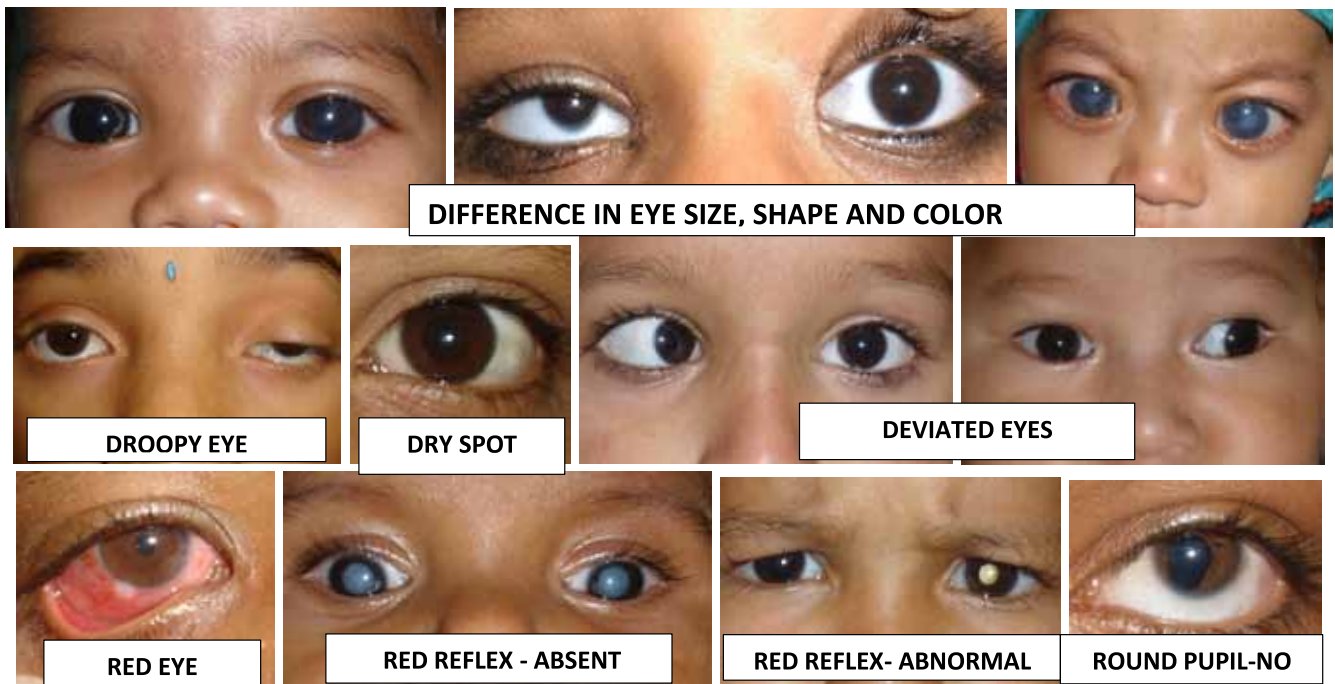 DIFFERENCE IN EYE SIZE, SHAPE AND COLOR
DROOPY EYE
DRY SPOT
DEVIATED EYES
RED EYE
RED REFLEX - ABSENT
RED REFLEX- ABNORMAL
ROUND PUPIL-NO